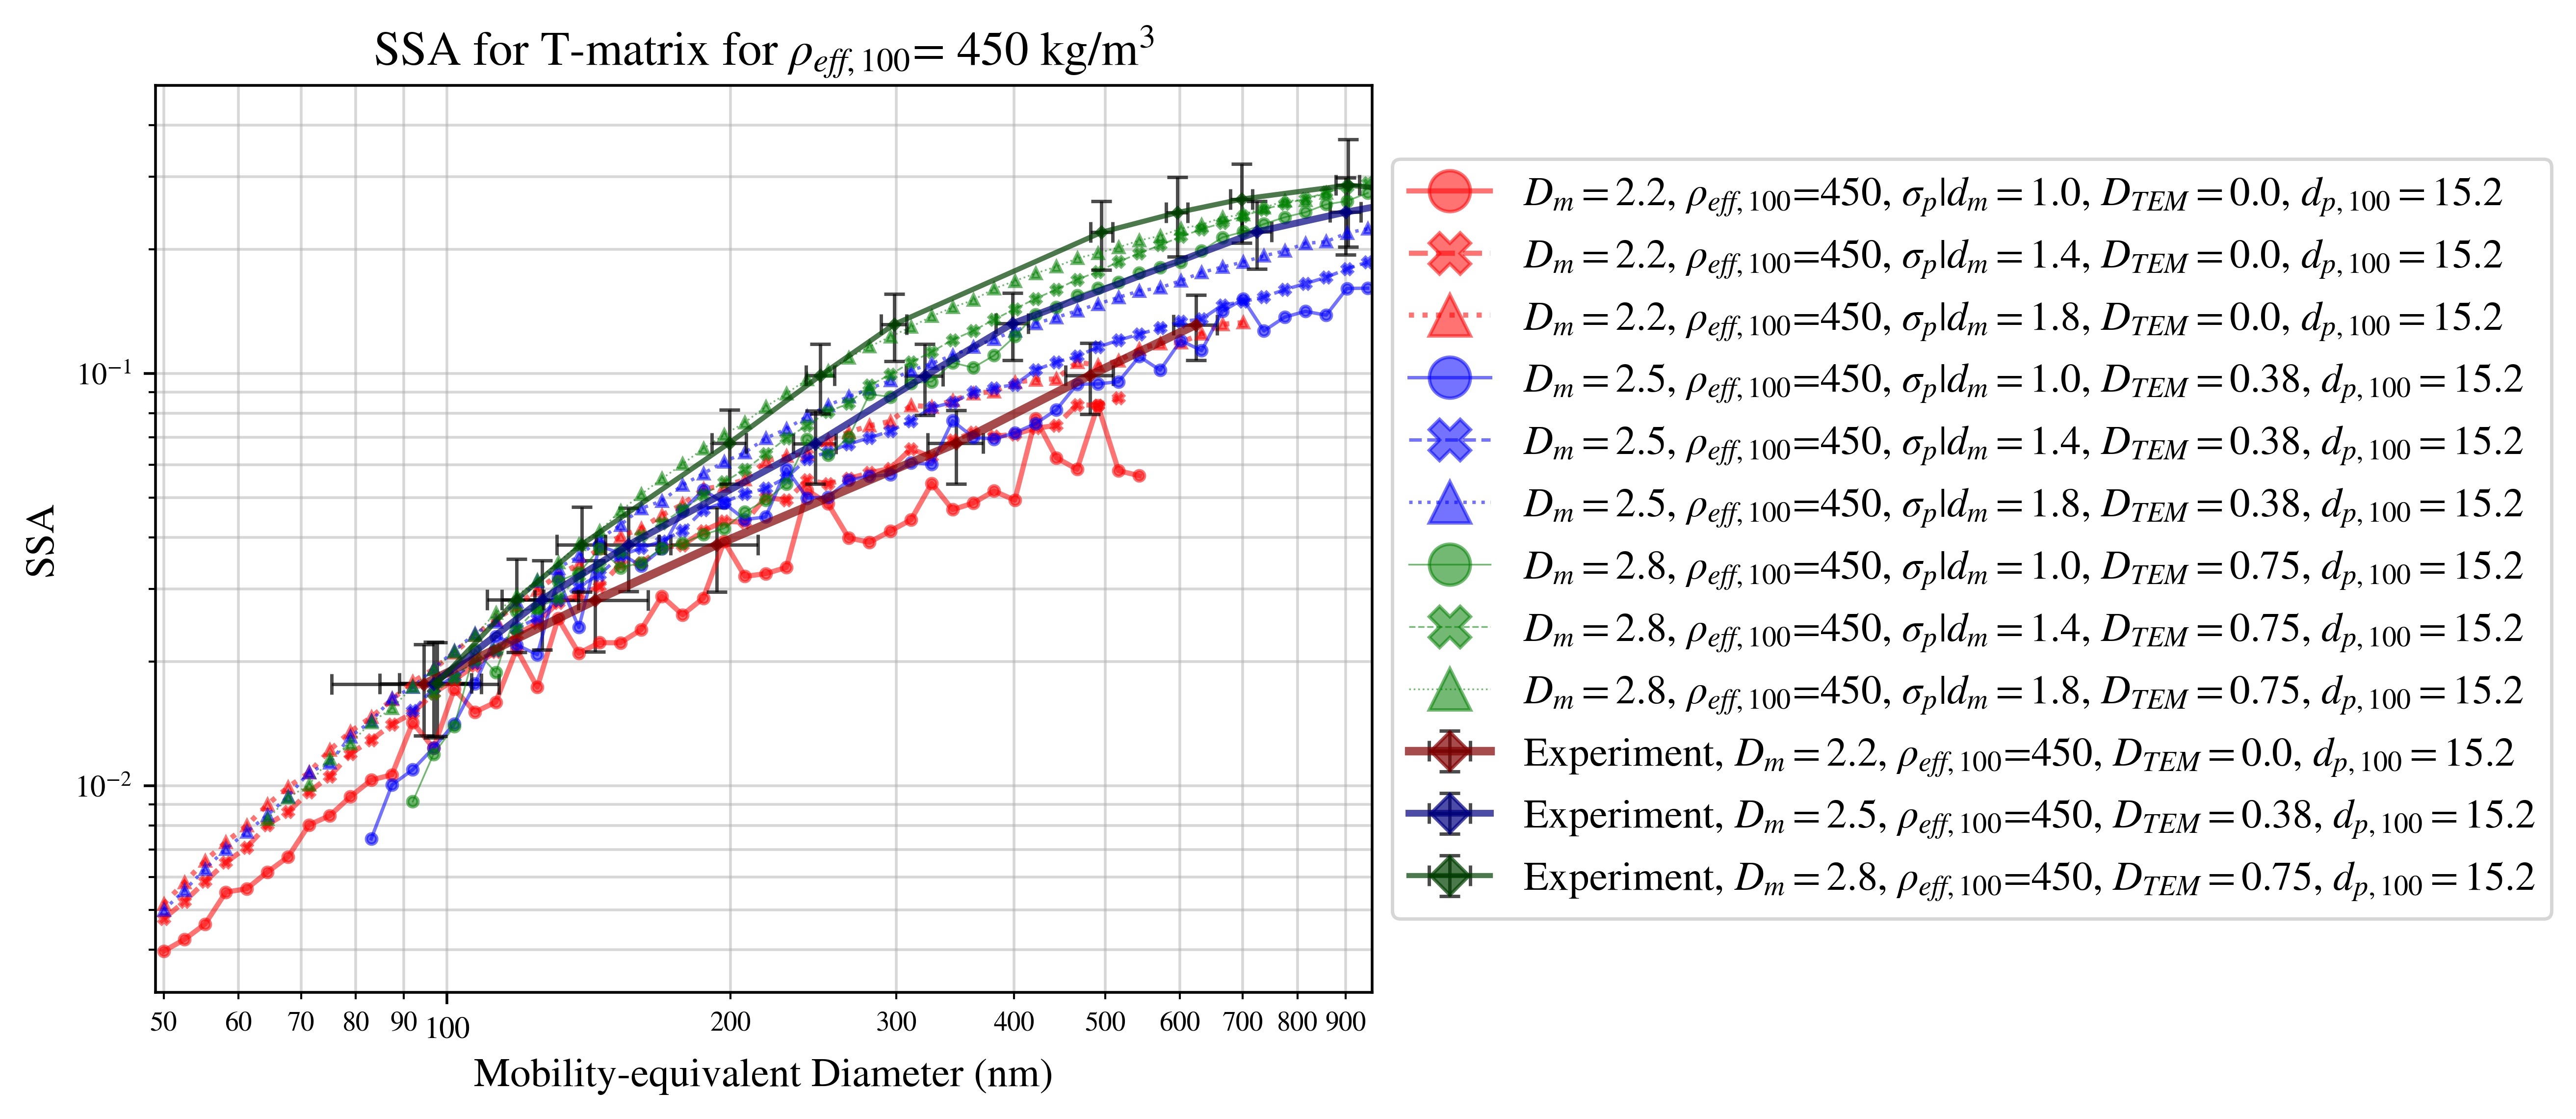 SSA for T-matrix for ρeff,100= 450 kg/m³
SSA
10⁻¹
10⁻²
50 60 70 80 90 100 200 300 400 500 600 700 800 900
Mobility-equivalent Diameter (nm)
Dm = 2.2, ρeff,100=450, σp|dm = 1.0, DTEM = 0.0, dp,100 = 15.2
Dm = 2.2, ρeff,100=450, σp|dm = 1.4, DTEM = 0.0, dp,100 = 15.2
Dm = 2.2, ρeff,100=450, σp|dm = 1.8, DTEM = 0.0, dp,100 = 15.2
Dm = 2.5, ρeff,100=450, σp|dm = 1.0, DTEM = 0.38, dp,100 = 15.2
Dm = 2.5, ρeff,100=450, σp|dm = 1.4, DTEM = 0.38, dp,100 = 15.2
Dm = 2.5, ρeff,100=450, σp|dm = 1.8, DTEM = 0.38, dp,100 = 15.2
Dm = 2.8, ρeff,100=450, σp|dm = 1.0, DTEM = 0.75, dp,100 = 15.2
Dm = 2.8, ρeff,100=450, σp|dm = 1.4, DTEM = 0.75, dp,100 = 15.2
Dm = 2.8, ρeff,100=450, σp|dm = 1.8, DTEM = 0.75, dp,100 = 15.2
Experiment, Dm = 2.2, ρeff,100=450, DTEM = 0.0, dp,100 = 15.2
Experiment, Dm = 2.5, ρeff,100=450, DTEM = 0.38, dp,100 = 15.2
Experiment, Dm = 2.8, ρeff,100=450, DTEM = 0.75, dp,100 = 15.2